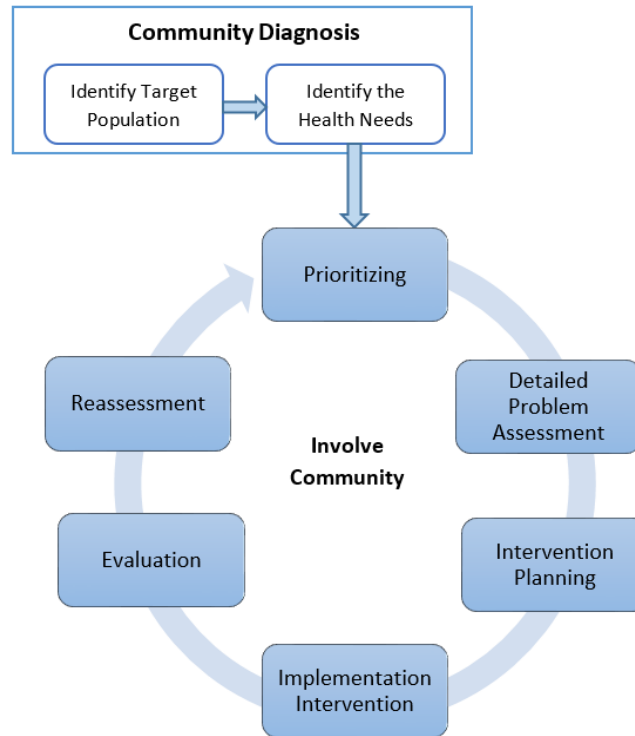 Community Diagnosis
Identify Target
Population
Identify the
Health Needs
Prioritizing
Detailed
Problem
Assessment
Intervention
Planning
Implementation
Intervention
Evaluation
Reassessment
Involve
Community